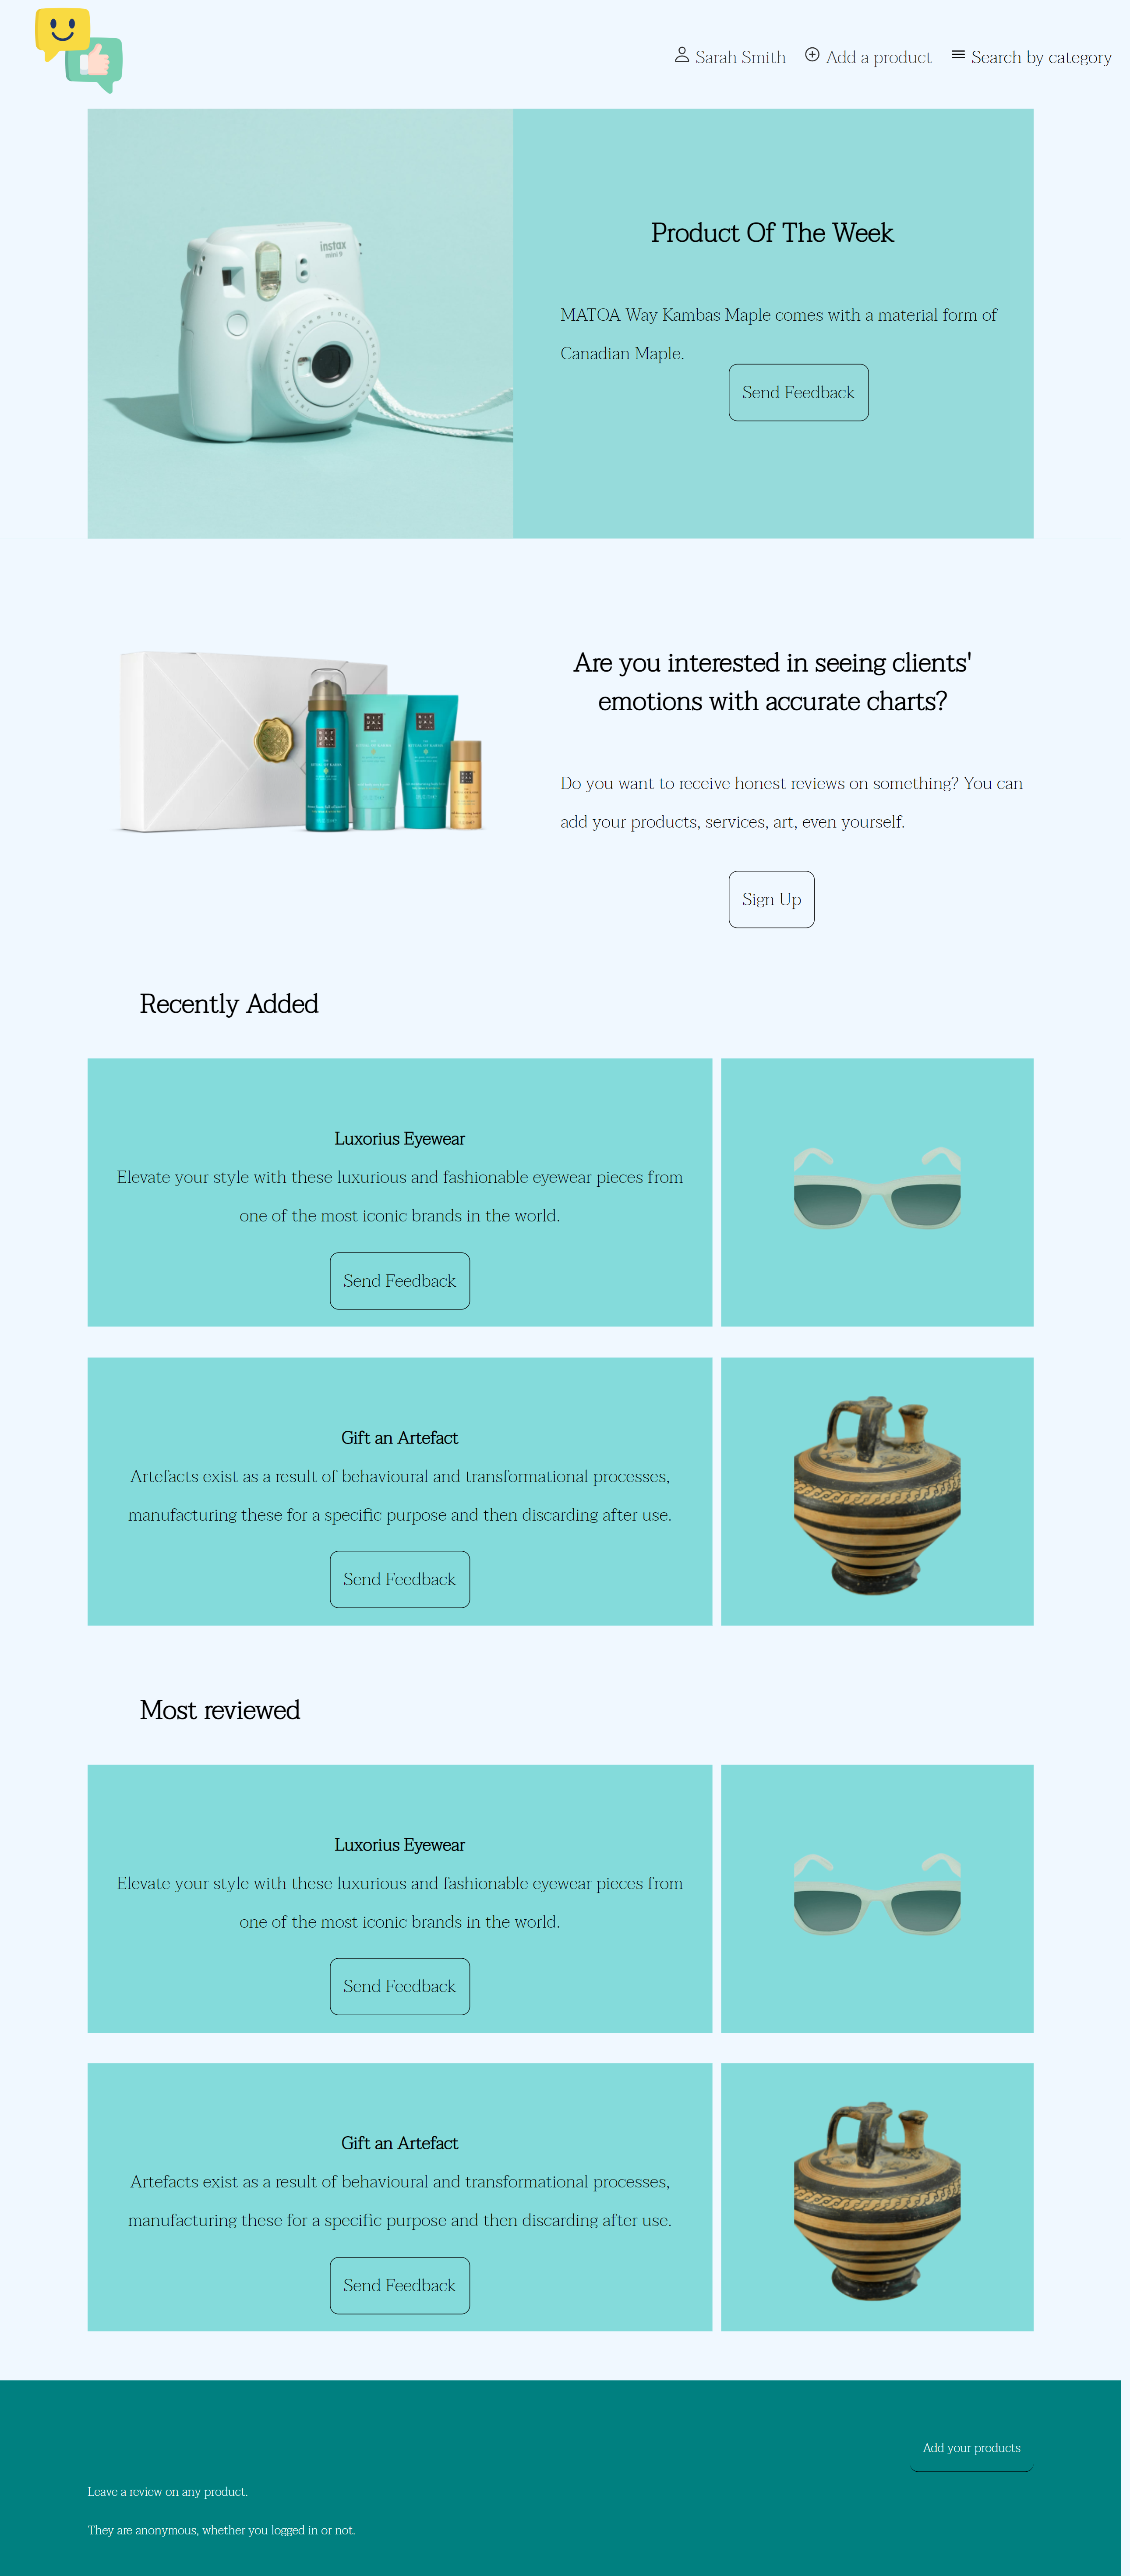 Sarah Smith
Add a product
Search by category
instax
mini 9
Product Of The Week
MATOA Way Kambas Maple comes with a material form of
Canadian Maple.
Send Feedback
Are you interested in seeing clients'
emotions with accurate charts?
Do you want to receive honest reviews on something? You can
add your products, services, art, even yourself.
Sign Up
Recently Added
Luxorius Eyewear
Elevate your style with these luxurious and fashionable eyewear pieces from
one of the most iconic brands in the world.
Send Feedback
Gift an Artefact
Artefacts exist as a result of behavioural and transformational processes,
manufacturing these for a specific purpose and then discarding after use.
Send Feedback
Most reviewed
Luxorius Eyewear
Elevate your style with these luxurious and fashionable eyewear pieces from
one of the most iconic brands in the world.
Send Feedback
Gift an Artefact
Artefacts exist as a result of behavioural and transformational processes,
manufacturing these for a specific purpose and then discarding after use.
Send Feedback
Add your products
Leave a review on any product.
They are anonymous, whether you logged in or not.